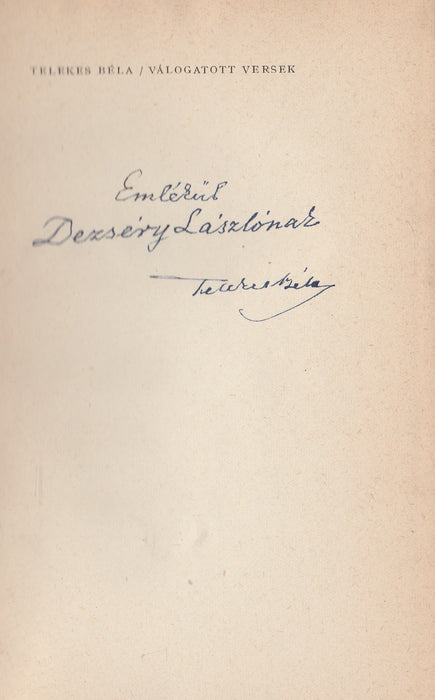 TELEKES BÉLA / VÁLOGATOTT VERSEK
Emlékül
Dezséry Lászlónak
Telekes Béla